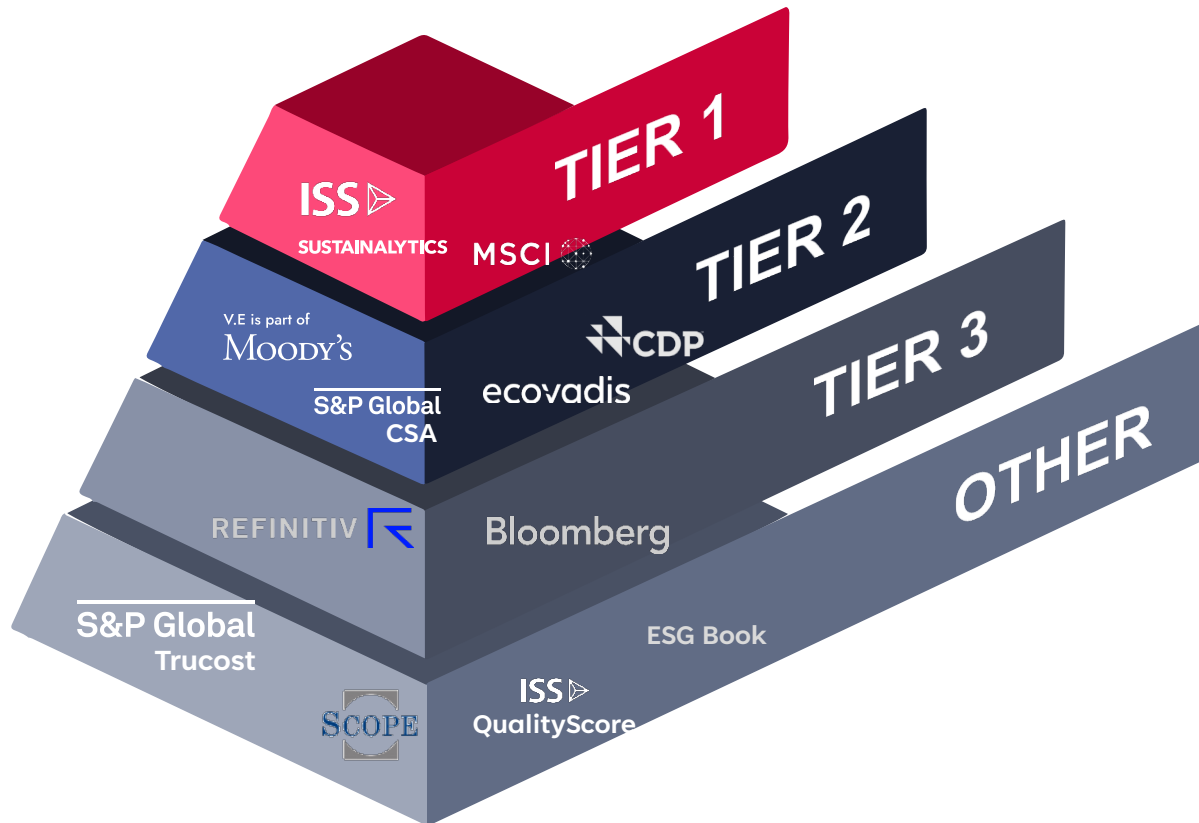 TIER 1
ISS
SUSTAINALYTICS
MSCI
TIER 2
V.E is part of
MOODY'S
CDP
S&P Global
CSA
ecovadis
TIER 3
REFINITIV
Bloomberg
OTHER
S&P Global
Trucost
ESG Book
SCOPE
ISS
QualityScore